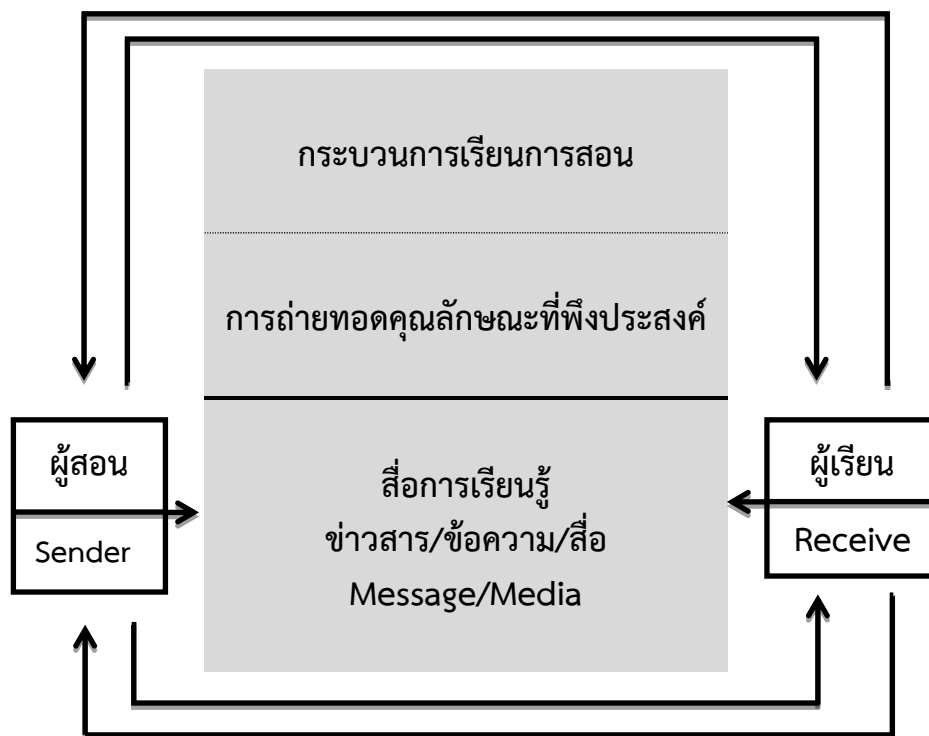 กระบวนการเรียนการสอน
การถ่ายทอดคุณลักษณะที่พึงประสงค์
ผู้สอน
Sender
สื่อการเรียนรู้
ข่าวสาร/ข้อความ/สื่อ
Message/Media
ผู้เรียน
Receive